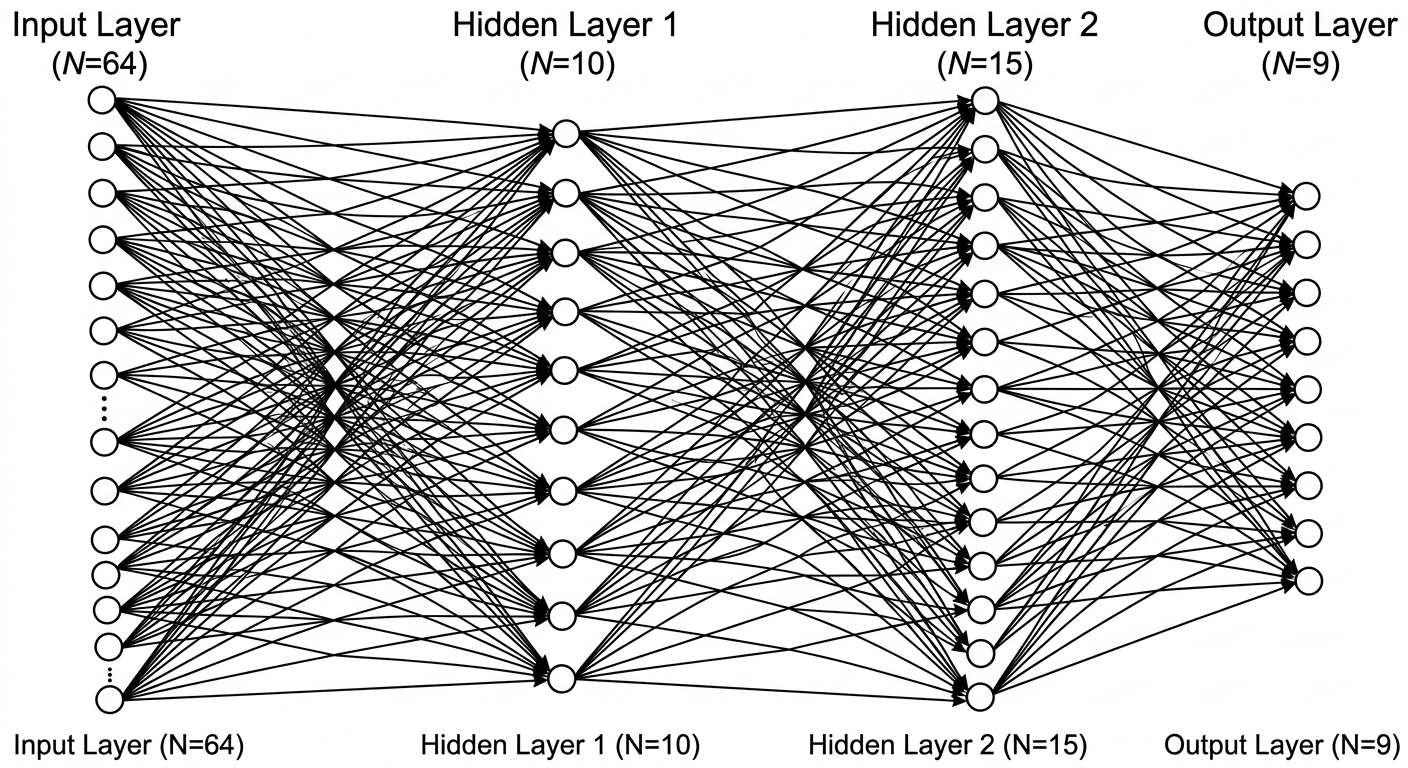 Input Layer
(N=64)
Hidden Layer 1
(N=10)
Hidden Layer 2
(N=15)
Output Layer
(N=9)
Input Layer (N=64)
Hidden Layer 1 (N=10)
Hidden Layer 2 (N=15)
Output Layer (N=9)